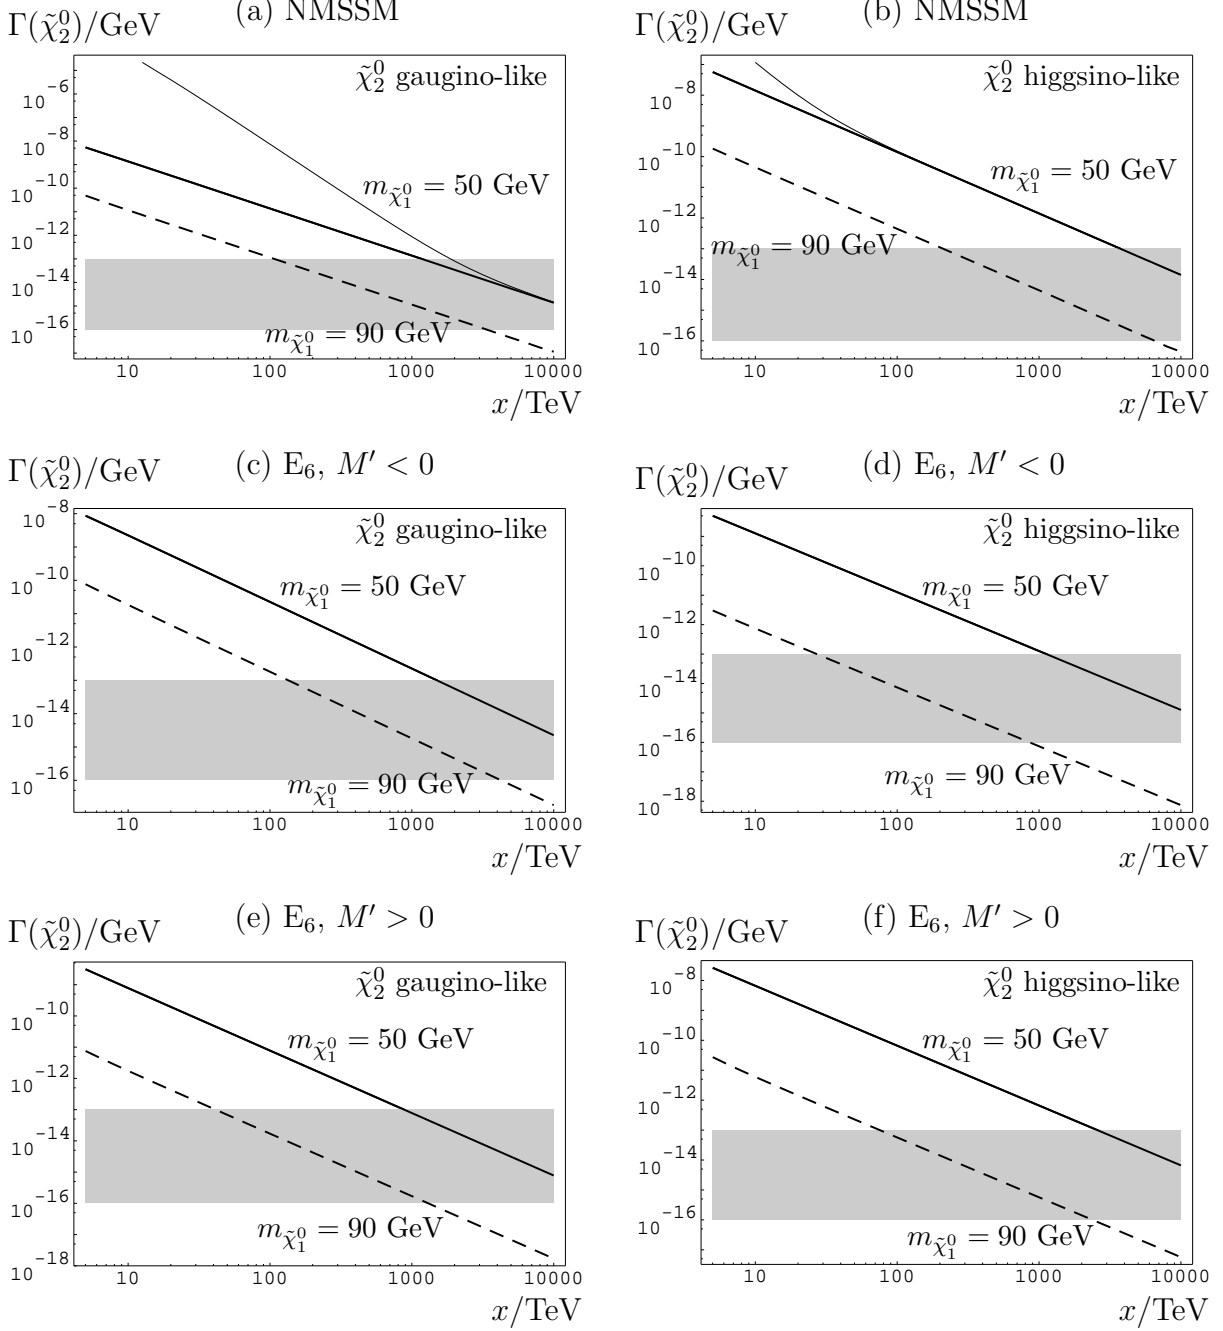 (a) NMSSM
Γ(χ̃⁰₂)/GeV
χ̃⁰₂ gaugino-like
10⁻⁶
10⁻⁸
10⁻¹⁰
10⁻¹²
10⁻¹⁴
10⁻¹⁶
m_χ̃⁰₁ = 50 GeV
m_χ̃⁰₁ = 90 GeV
10 100 1000 10000
x/TeV
(b) NMSSM
Γ(χ̃⁰₂)/GeV
χ̃⁰₂ higgsino-like
10⁻⁸
10⁻¹⁰
10⁻¹²
10⁻¹⁴
10⁻¹⁶
m_χ̃⁰₁ = 50 GeV
m_χ̃⁰₁ = 90 GeV
10 100 1000 10000
x/TeV
(c) E₆, M′ < 0
Γ(χ̃⁰₂)/GeV
χ̃⁰₂ gaugino-like
10⁻⁸
10⁻¹⁰
10⁻¹²
10⁻¹⁴
10⁻¹⁶
m_χ̃⁰₁ = 50 GeV
m_χ̃⁰₁ = 90 GeV
10 100 1000 10000
x/TeV
(d) E₆, M′ < 0
Γ(χ̃⁰₂)/GeV
χ̃⁰₂ higgsino-like
10⁻¹⁰
10⁻¹²
10⁻¹⁴
10⁻¹⁶
10⁻¹⁸
m_χ̃⁰₁ = 50 GeV
m_χ̃⁰₁ = 90 GeV
10 100 1000 10000
x/TeV
(e) E₆, M′ > 0
Γ(χ̃⁰₂)/GeV
χ̃⁰₂ gaugino-like
10⁻¹⁰
10⁻¹²
10⁻¹⁴
10⁻¹⁶
10⁻¹⁸
m_χ̃⁰₁ = 50 GeV
m_χ̃⁰₁ = 90 GeV
10 100 1000 10000
x/TeV
(f) E₆, M′ > 0
Γ(χ̃⁰₂)/GeV
χ̃⁰₂ higgsino-like
10⁻⁸
10⁻¹⁰
10⁻¹²
10⁻¹⁴
10⁻¹⁶
m_χ̃⁰₁ = 50 GeV
m_χ̃⁰₁ = 90 GeV
10 100 1000 10000
x/TeV